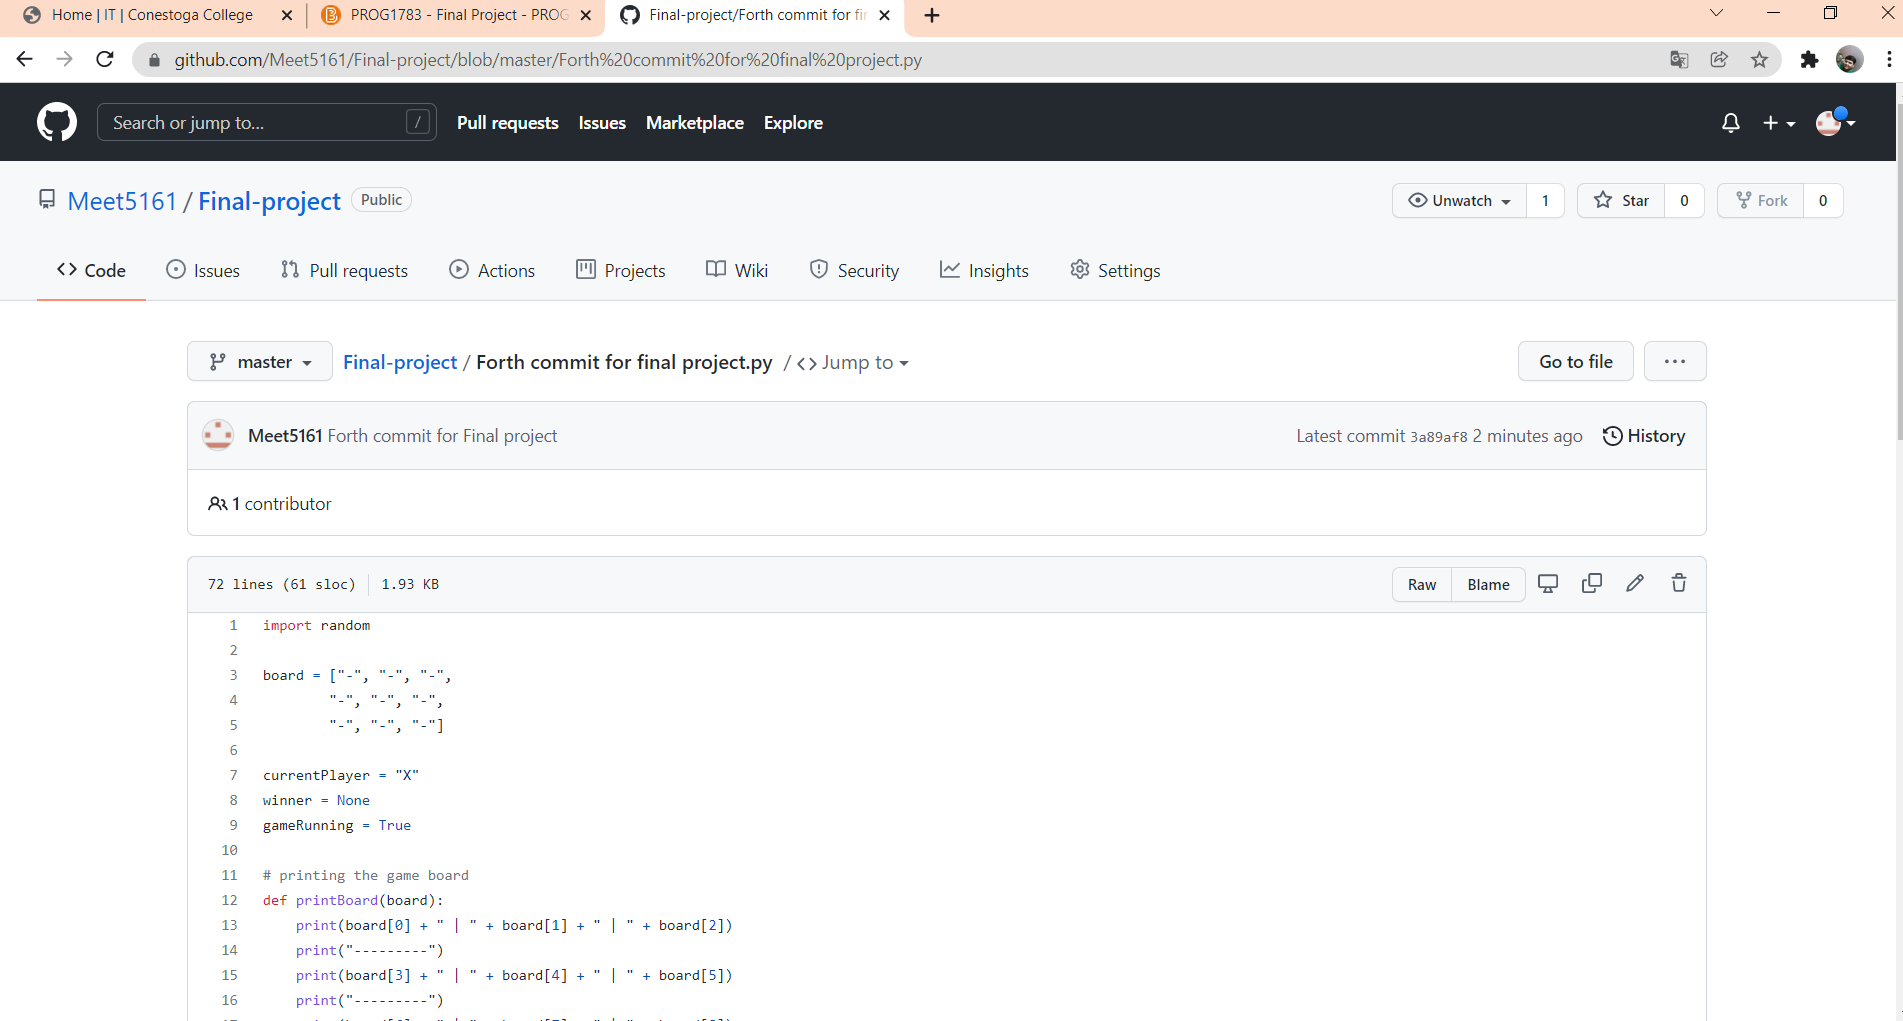 Home | IT | Conestoga College
PROG1783 - Final Project - PROG
Final-project/Forth commit for fin
github.com/Meet5161/Final-project/blob/master/Forth%20commit%20for%20final%20project.py
Search or jump to... /
Pull requests Issues Marketplace Explore
Meet5161 / Final-project Public
Unwatch 1 Star 0 Fork 0
Code Issues Pull requests Actions Projects Wiki Security Insights Settings
master Final-project / Forth commit for final project.py / <> Jump to
Go to file ...
Meet5161 Forth commit for Final project
Latest commit 3a89af8 2 minutes ago History
1 contributor
72 lines (61 sloc) 1.93 KB
Raw Blame
1 import random
2
3 board = ["-", "-", "-",
4         "-", "-", "-",
5         "-", "-", "-"]
6
7 currentPlayer = "X"
8 winner = None
9 gameRunning = True
10
11 # printing the game board
12 def printBoard(board):
13     print(board[0] + " | " + board[1] + " | " + board[2])
14     print("---------")
15     print(board[3] + " | " + board[4] + " | " + board[5])
16     print("---------")